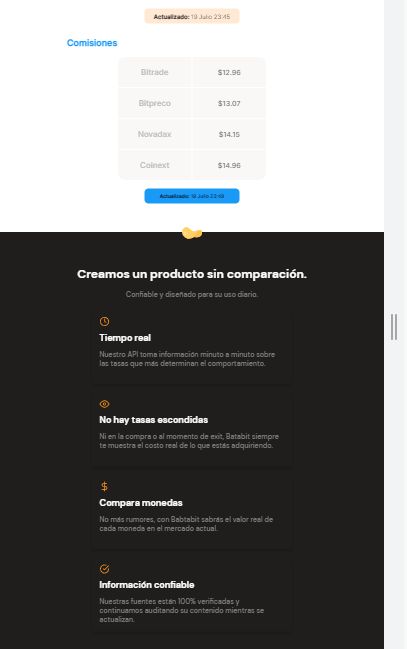 Actualizado: 19 Julio 23:45
Comisiones
Bitrade $12.96
Bitpreco $13.07
Novadax $14.15
Coinext $14.96
Actualizado: 19 Julio 23:45
Creamos un producto sin comparación.
Confiable y diseñado para su uso diario.
Tiempo real
Nuestro API toma información minuto a minuto sobre
las tasas que más determinan el comportamiento.
No hay tasas escondidas
Ni en la compra o al momento de exit, Batabit siempre
te muestra el costo real de lo que estás adquiriendo.
Compara monedas
No más rumores, con Babtabit sabrás el valor real de
cada moneda en el mercado actual.
Información confiable
Nuestras fuentes están 100% verificadas y
continuamos auditando su contenido mientras se
actualizan.